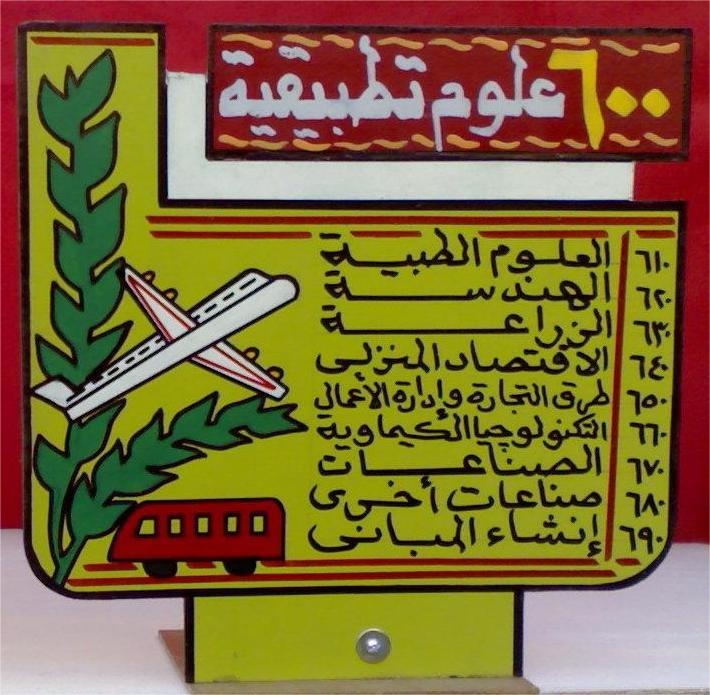 ٦٠٠ علوم تطبيقية
٦١٠ العلوم الطبية
٦٢٠ الهندسة
٦٣٠ الزراعة
٦٤٠ الاقتصاد المنزلى
٦٥٠ طرق التجارة وإدارة الأعمال
٦٦٠ التكنولوجيا الكيماوية
٦٧٠ الصناعات
٦٨٠ صناعات أخرى
٦٩٠ إنشاء المبانى